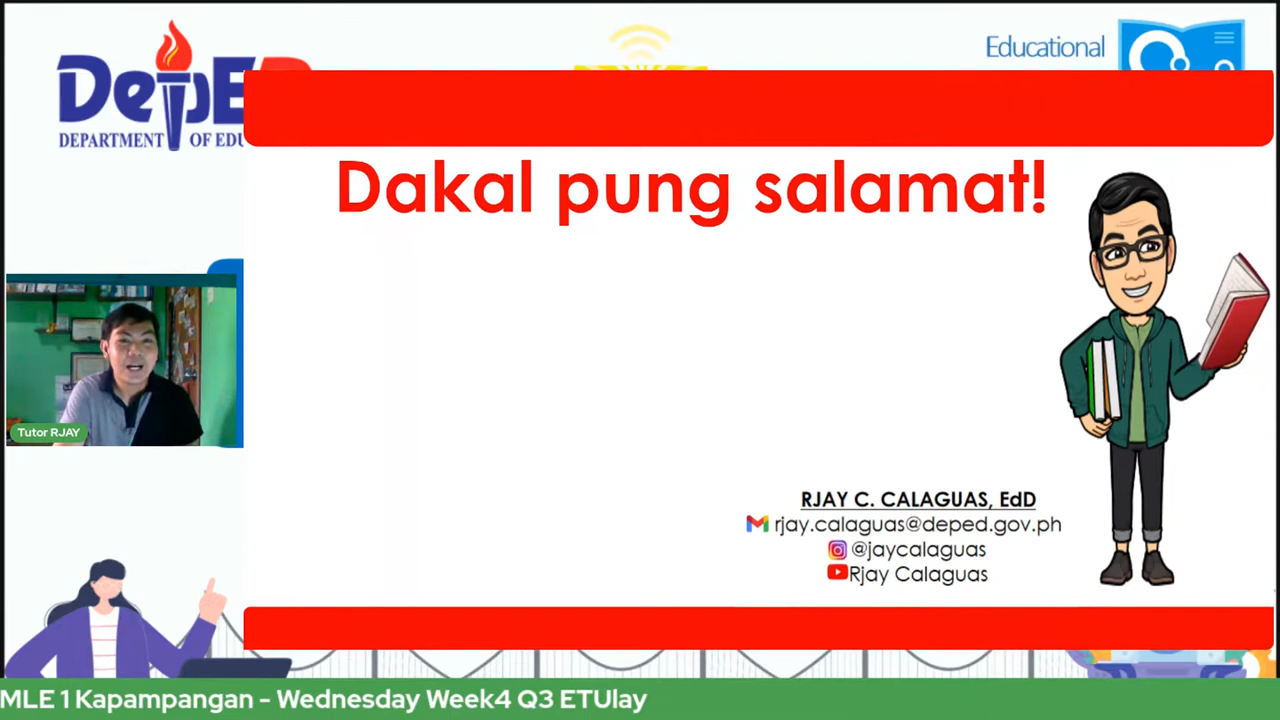 DepED
DEPARTMENT OF EDU
Educational
Dakal pung salamat!
Tutor RJAY
RJAY C. CALAGUAS, EdD
rjay.calaguas@deped.gov.ph
@jaycalaguas
Rjay Calaguas
MLE 1 Kapampangan - Wednesday Week4 Q3 ETUlay